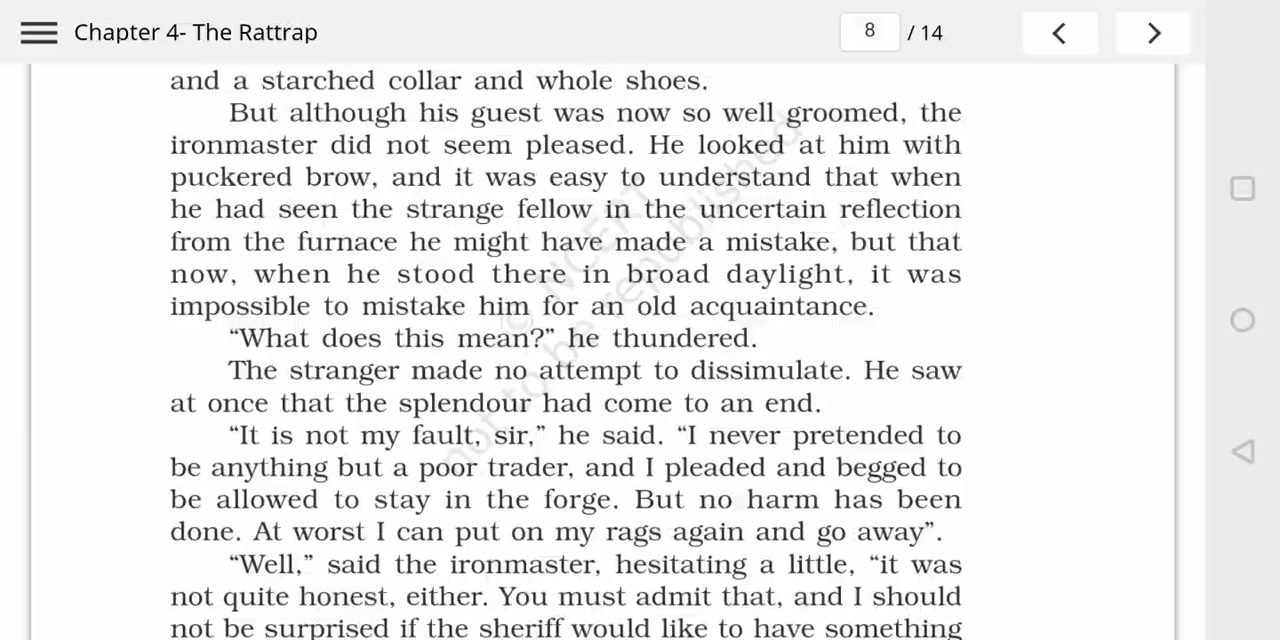 Chapter 4- The Rattrap
8 / 14
and a starched collar and whole shoes.
But although his guest was now so well groomed, the
ironmaster did not seem pleased. He looked at him with
puckered brow, and it was easy to understand that when
he had seen the strange fellow in the uncertain reflection
from the furnace he might have made a mistake, but that
now, when he stood there in broad daylight, it was
impossible to mistake him for an old acquaintance.
“What does this mean?” he thundered.
The stranger made no attempt to dissimulate. He saw
at once that the splendour had come to an end.
“It is not my fault, sir,” he said. “I never pretended to
be anything but a poor trader, and I pleaded and begged to
be allowed to stay in the forge. But no harm has been
done. At worst I can put on my rags again and go away”.
“Well,” said the ironmaster, hesitating a little, “it was
not quite honest, either. You must admit that, and I should
not be surprised if the sheriff would like to have something
© NCERT
not to be republished